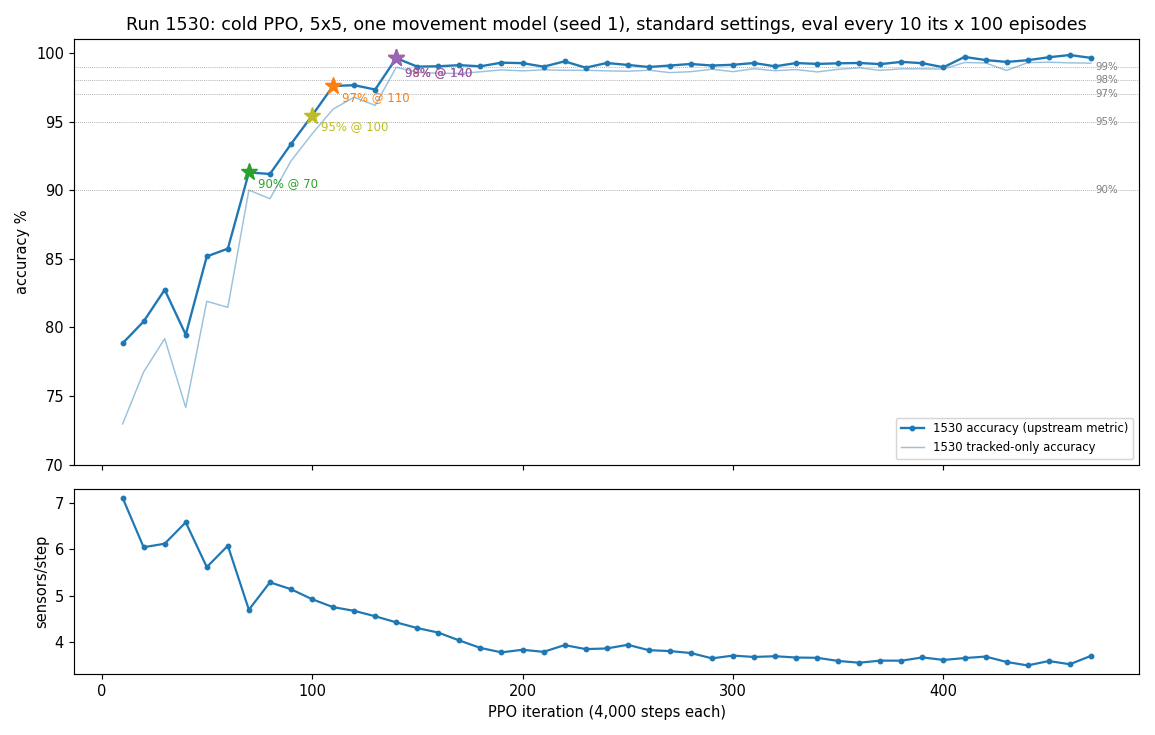 Run 1530: cold PPO, 5x5, one movement model (seed 1), standard settings, eval every 10 its x 100 episodes
accuracy %
100
95
90
85
80
75
70
98% @ 140
97% @ 110
95% @ 100
90% @ 70
99%
98%
97%
95%
90%
1530 accuracy (upstream metric)
1530 tracked-only accuracy
sensors/step
7
6
5
4
0
100
200
300
400
PPO iteration (4,000 steps each)